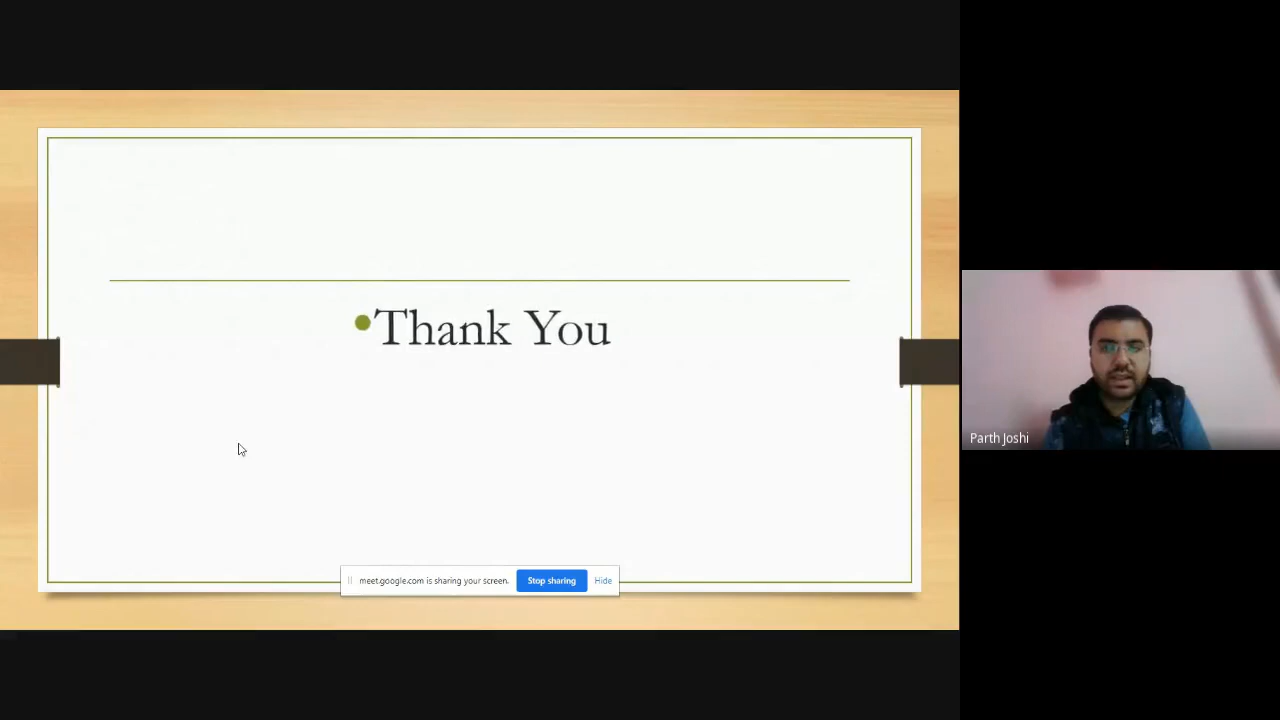 •Thank You
meet.google.com is sharing your screen.
Stop sharing
Hide
Parth Joshi